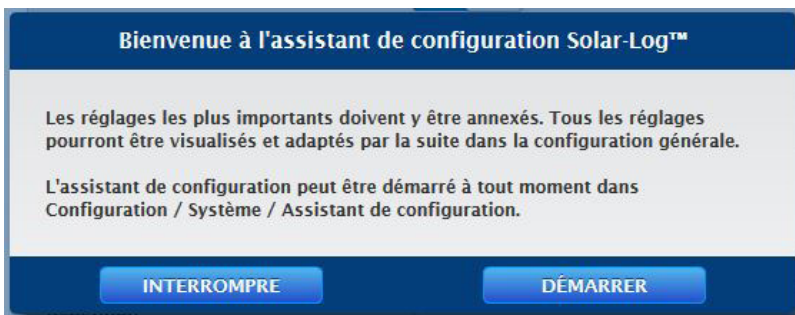 Bienvenue à l'assistant de configuration Solar-Log™
Les réglages les plus importants doivent y être annexés. Tous les réglages
pourront être visualisés et adaptés par la suite dans la configuration générale.
L'assistant de configuration peut être démarré à tout moment dans
Configuration / Système / Assistant de configuration.
INTERROMPRE
DÉMARRER